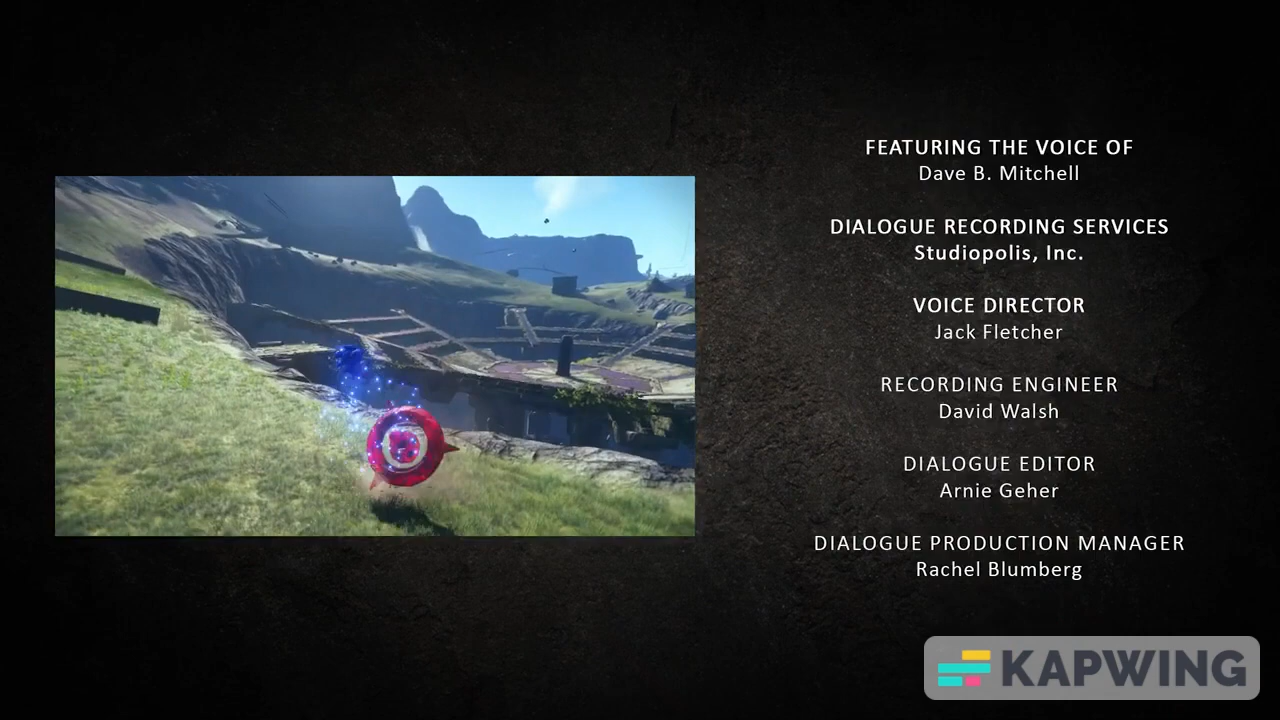 FEATURING THE VOICE OF
Dave B. Mitchell
DIALOGUE RECORDING SERVICES
Studiopolis, Inc.
VOICE DIRECTOR
Jack Fletcher
RECORDING ENGINEER
David Walsh
DIALOGUE EDITOR
Arnie Geher
DIALOGUE PRODUCTION MANAGER
Rachel Blumberg
KAPWING